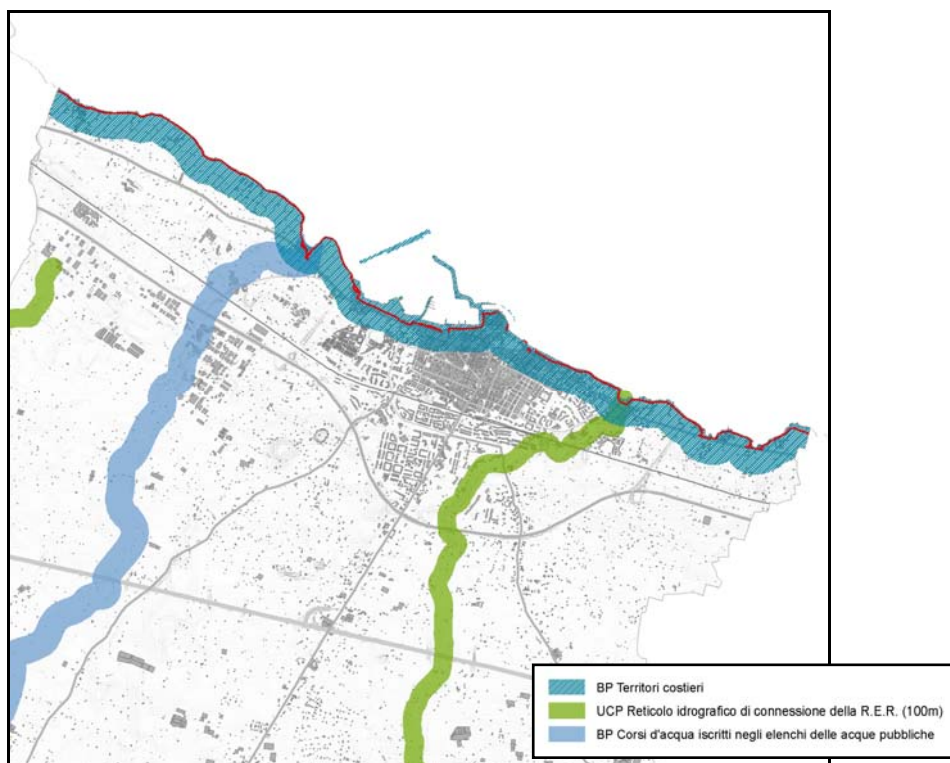 BP Territori costieri
UCP Reticolo idrografico di connessione della R.E.R. (100m)
BP Corsi d'acqua iscritti negli elenchi delle acque pubbliche